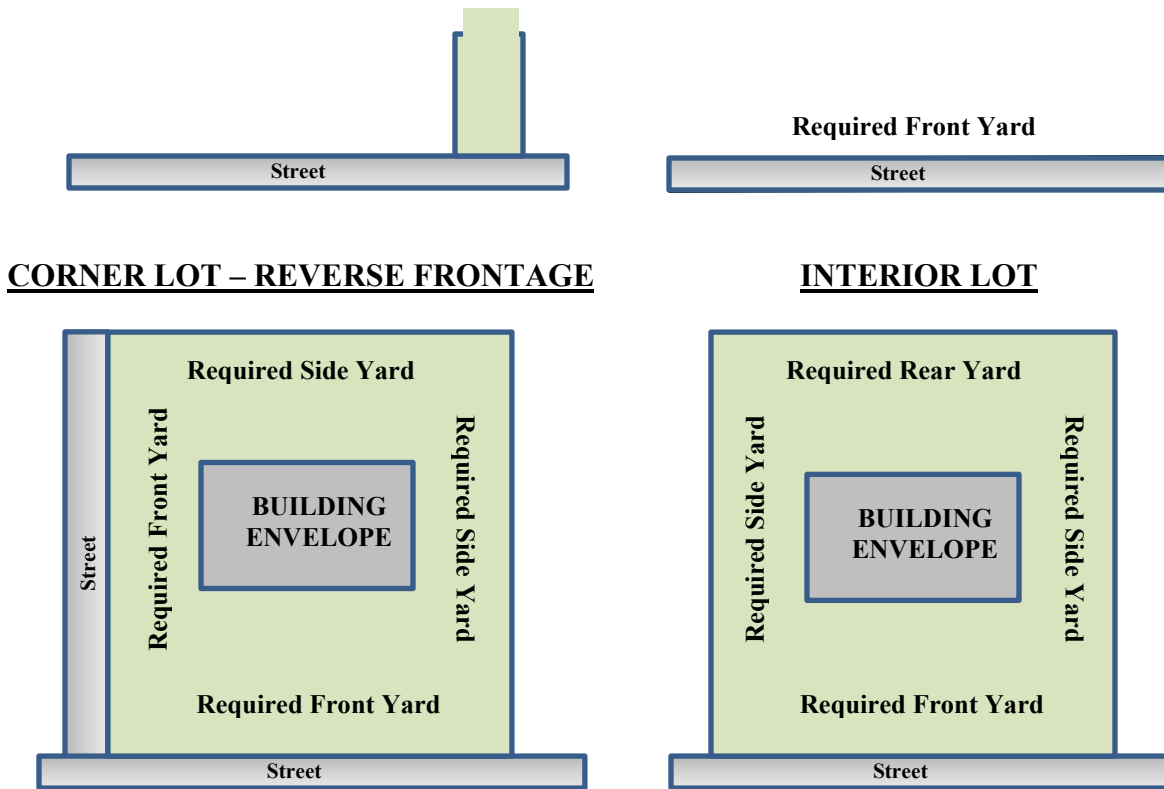 Required Front Yard
Street
Street
CORNER LOT – REVERSE FRONTAGE
INTERIOR LOT
Required Side Yard
Required Front Yard
Required Side Yard
BUILDING
ENVELOPE
Street
Required Front Yard
Street
Required Rear Yard
Required Side Yard
Required Side Yard
BUILDING
ENVELOPE
Required Front Yard
Street